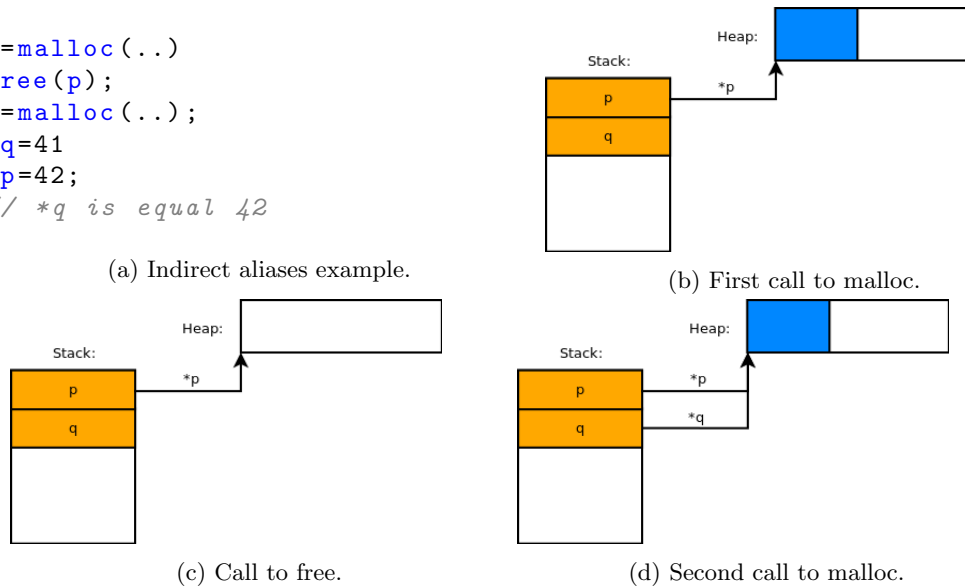 =malloc(..)
ree(p);
=malloc(..);
q=41
p=42;
/ *q is equal 42
(a) Indirect aliases example.
Heap:
Stack:
p
*p
q
(b) First call to malloc.
Heap:
Stack:
p
*p
q
(c) Call to free.
Heap:
Stack:
p
*p
q
*q
(d) Second call to malloc.